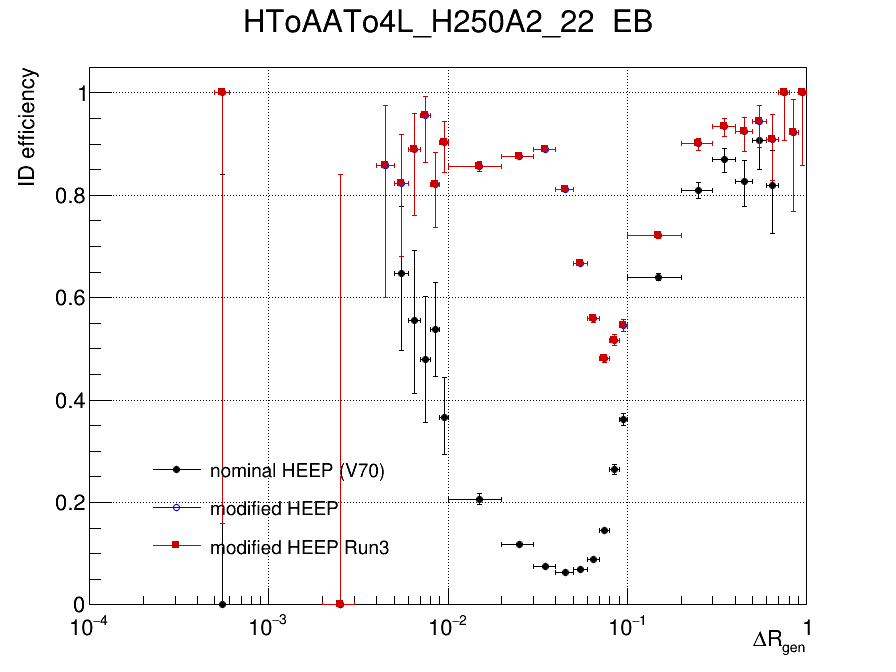 HToAATo4L_H250A2_22 EB
ID efficiency
1
0.8
0.6
0.4
0.2
0
nominal HEEP (V70)
modified HEEP
modified HEEP Run3
10⁻⁴
10⁻³
10⁻²
10⁻¹
1
ΔR_gen